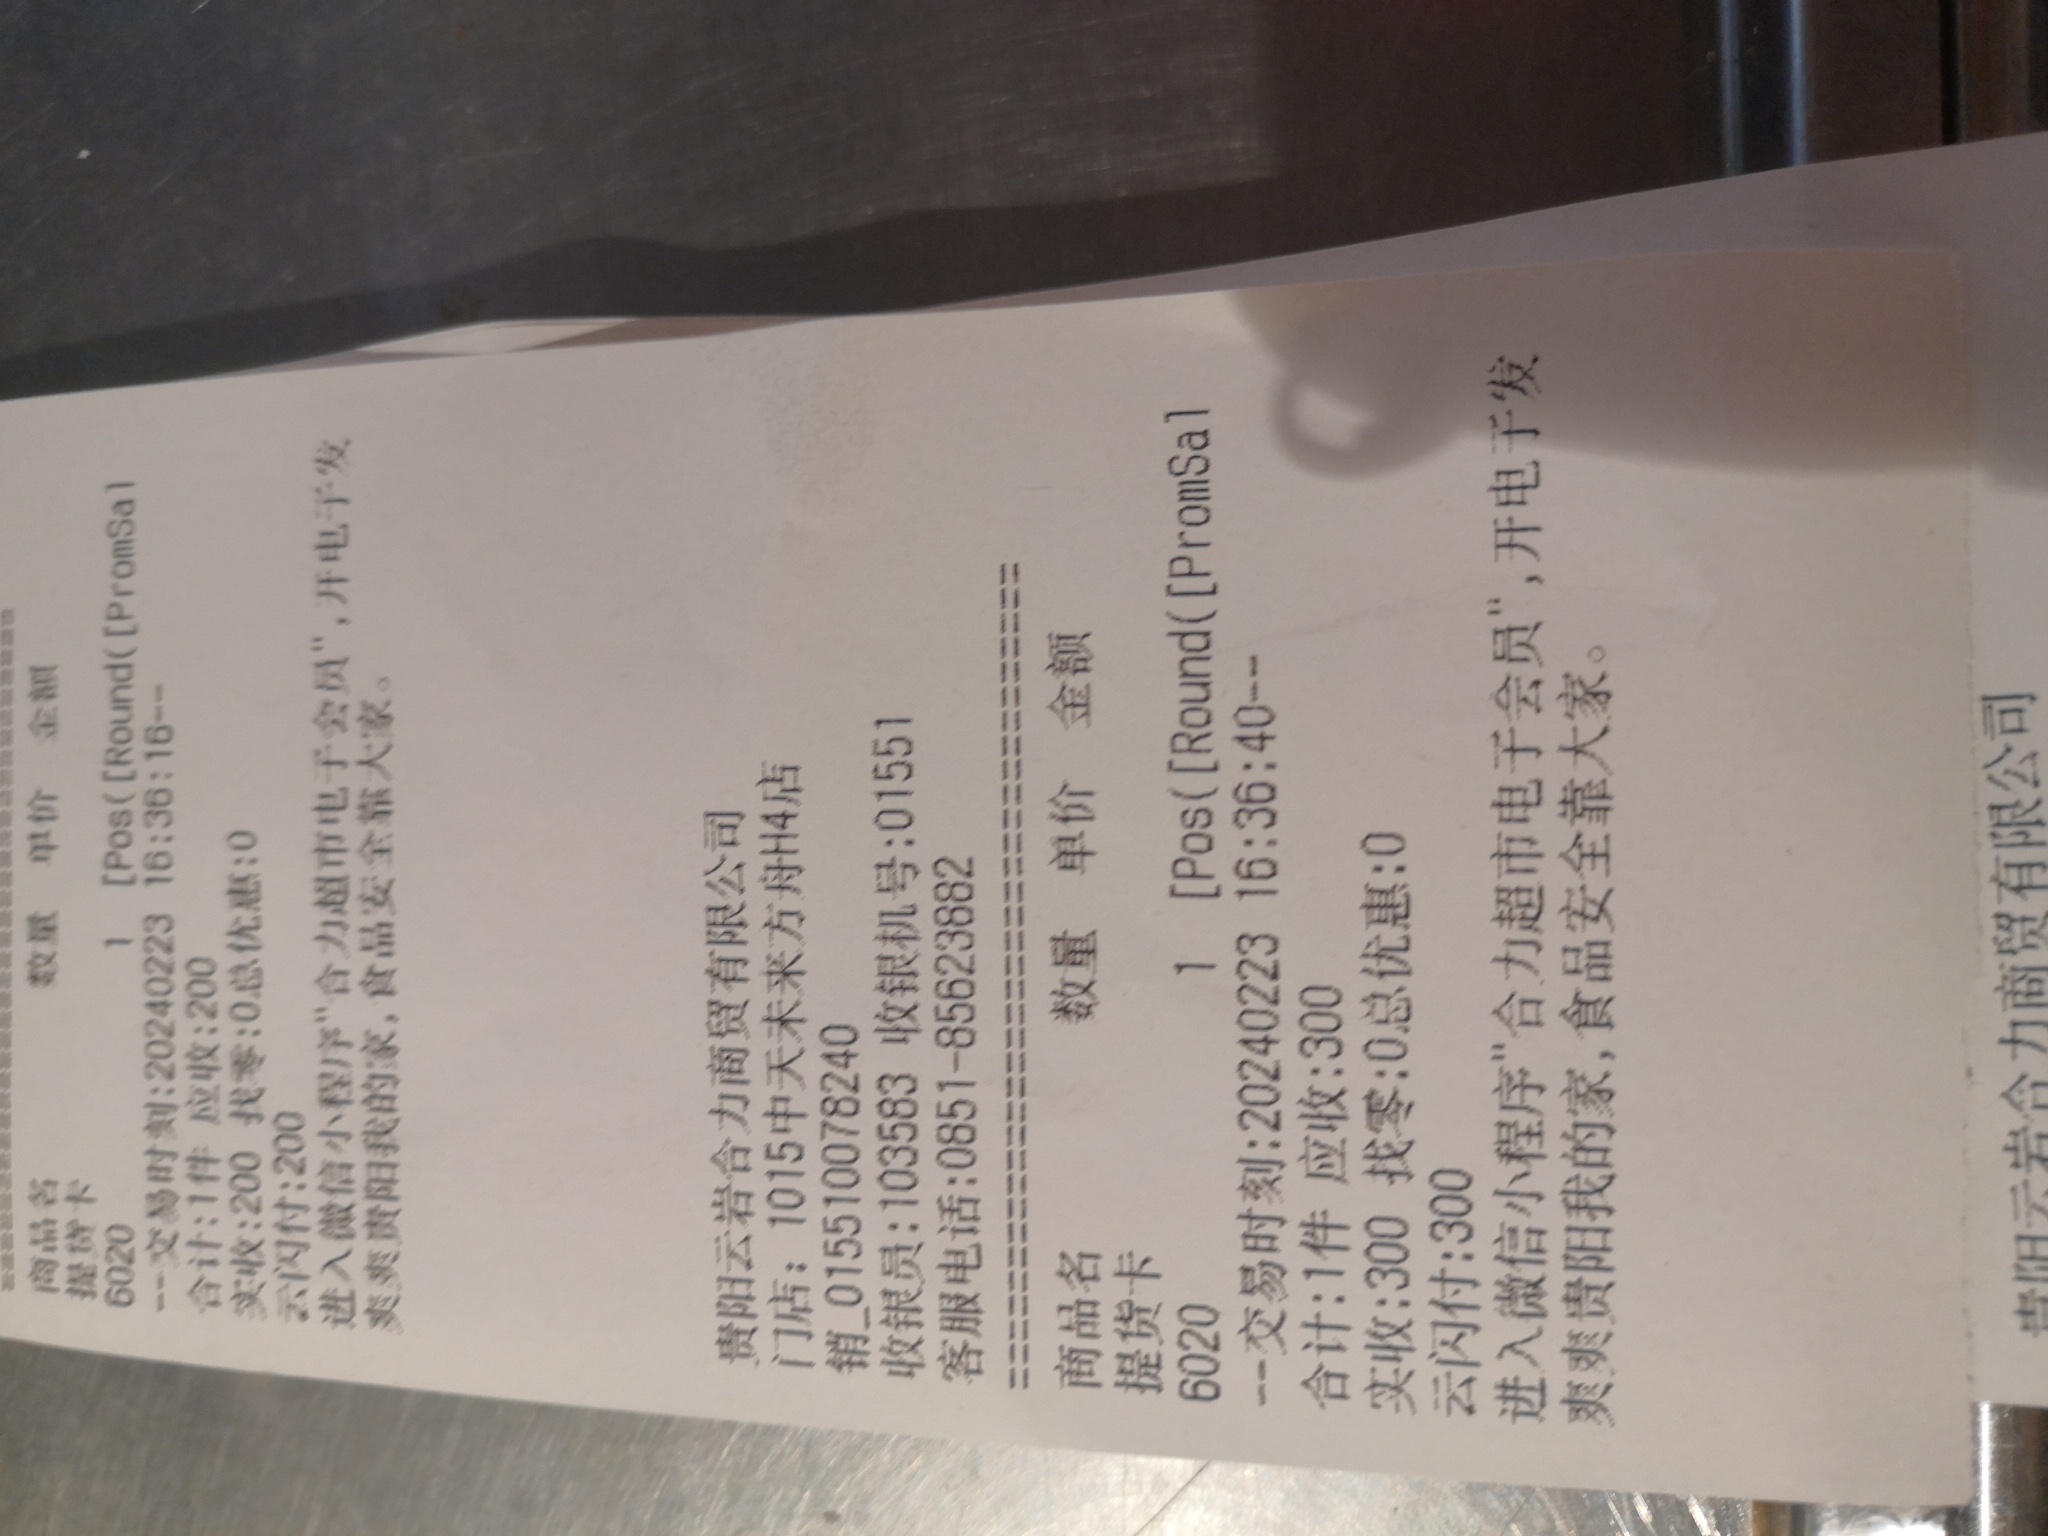 ==================================
商品名 数量 单价 金额
提货卡
6020 1 [Pos([Round([PromSal
--交易时刻:20240223 16:36:16--
合计:1件 应收:200
实收:200 找零:0总优惠:0
云闪付:200
进入微信小程序"合力超市电子会员",开电子发
爽爽贵阳我的家,食品安全靠大家。
贵阳云岩合力商贸有限公司
门店: 1015中天未来方舟H4店
销_015510078240
收银员:103583 收银机号:01551
客服电话:0851-85623882
==================================
商品名 数量 单价 金额
提货卡
6020 1 [Pos([Round([PromSal
--交易时刻:20240223 16:36:40--
合计:1件 应收:300
实收:300 找零:0总优惠:0
云闪付:300
进入微信小程序"合力超市电子会员",开电子发
爽爽贵阳我的家,食品安全靠大家。
贵阳云岩合力商贸有限公司